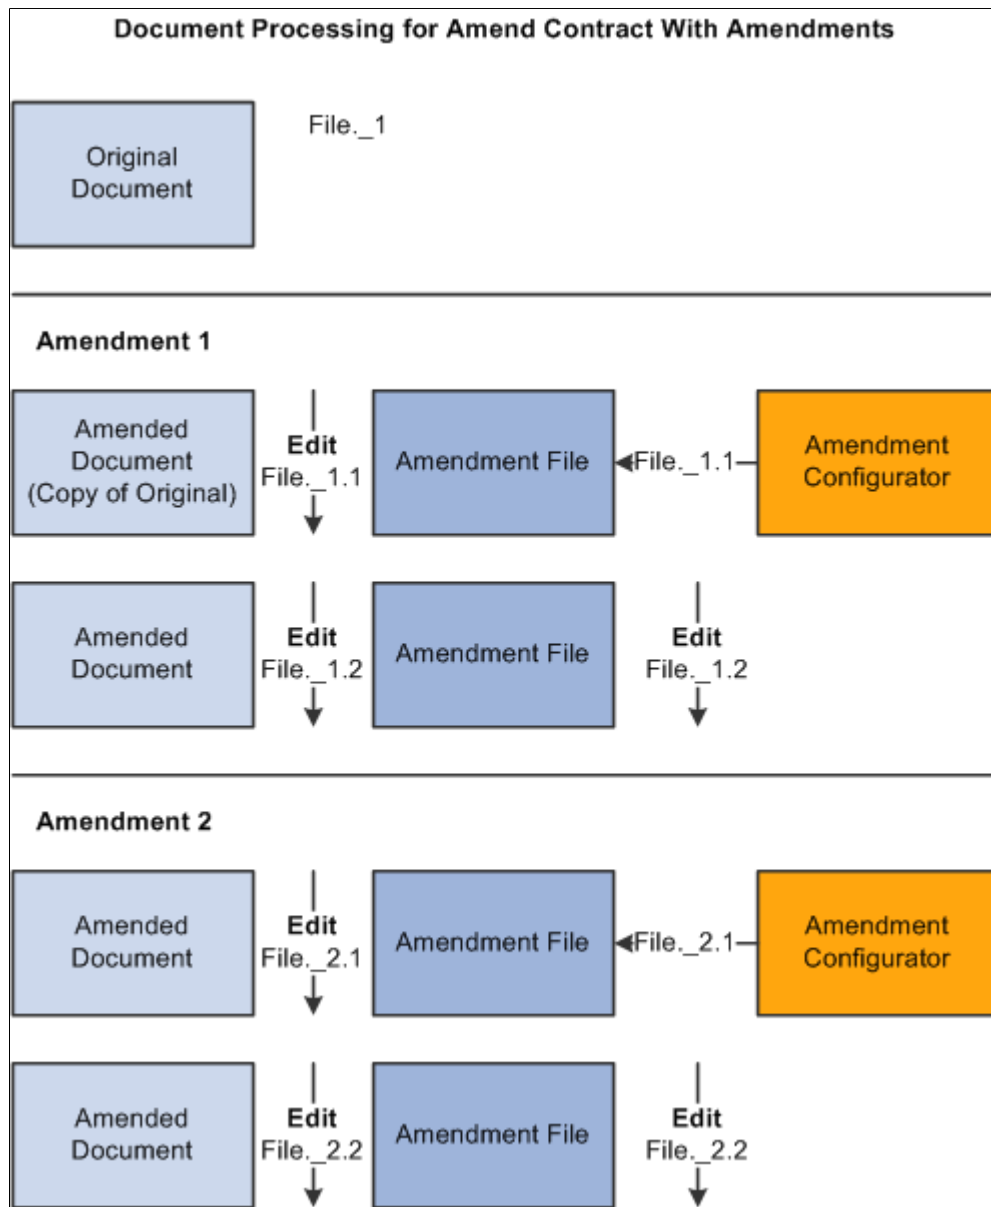 Document Processing for Amend Contract With Amendments
File._1
Original
Document
Amendment 1
Amended
Document
(Copy of Original)
Edit
File._1.1
Amendment File
File._1.1
Amendment
Configurator
Amended
Document
Edit
File._1.2
Amendment File
Edit
File._1.2
Amendment 2
Amended
Document
Edit
File._2.1
Amendment File
File._2.1
Amendment
Configurator
Amended
Document
Edit
File._2.2
Amendment File
Edit
File._2.2